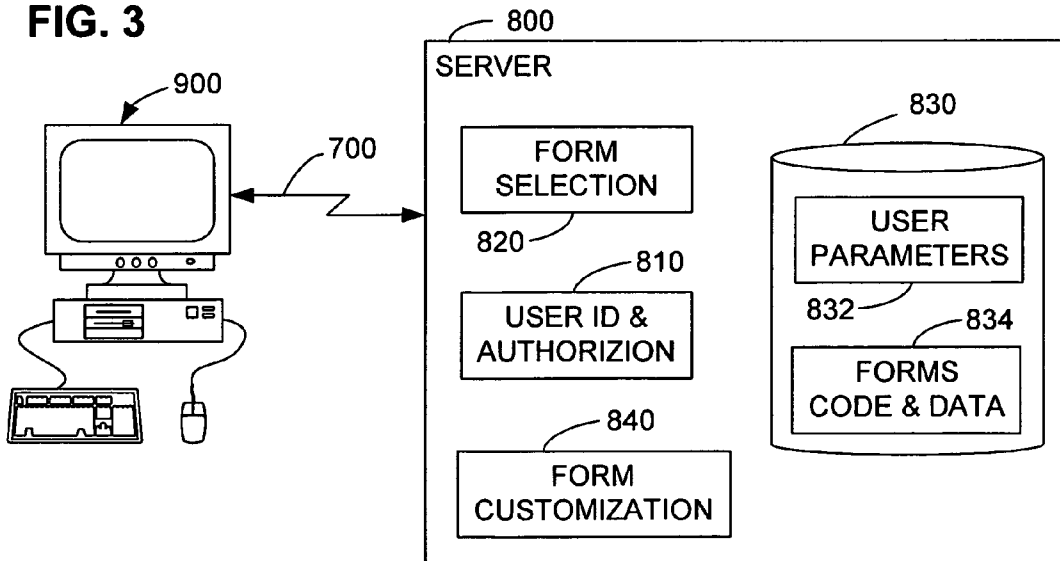 FIG. 3
800
SERVER
900
700
FORM
SELECTION
820
830
USER
PARAMETERS
832
810
USER ID &
AUTHORIZION
834
FORMS
CODE & DATA
840
FORM
CUSTOMIZATION